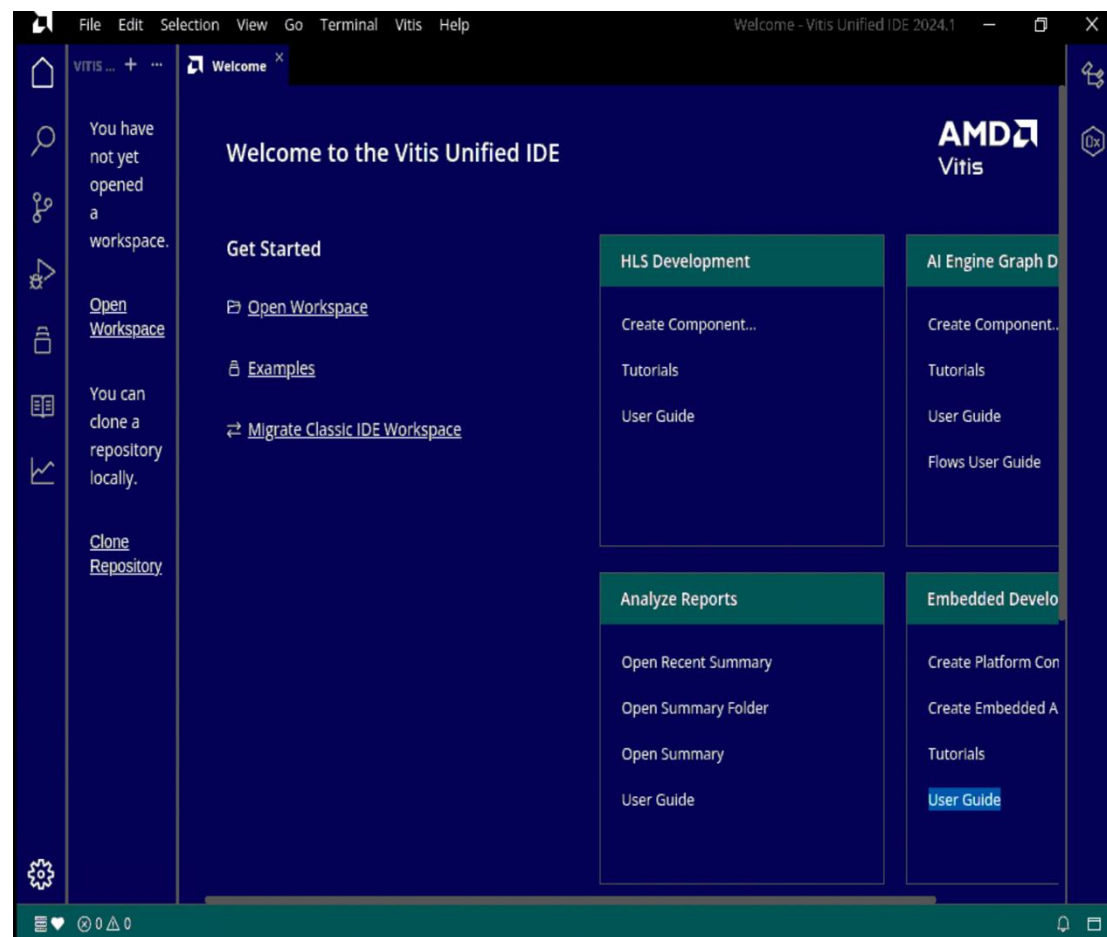 File Edit Selection View Go Terminal Vitis Help
Welcome - Vitis Unified IDE 2024.1
VITIS ...
Welcome
You have
not yet
opened
a
workspace.
Open
Workspace
You can
clone a
repository
locally.
Clone
Repository
Welcome to the Vitis Unified IDE
AMD
Vitis
Get Started
Open Workspace
Examples
Migrate Classic IDE Workspace
HLS Development
Create Component...
Tutorials
User Guide
AI Engine Graph D
Create Component..
Tutorials
User Guide
Flows User Guide
Analyze Reports
Open Recent Summary
Open Summary Folder
Open Summary
User Guide
Embedded Develo
Create Platform Con
Create Embedded A
Tutorials
User Guide
0x
0 0